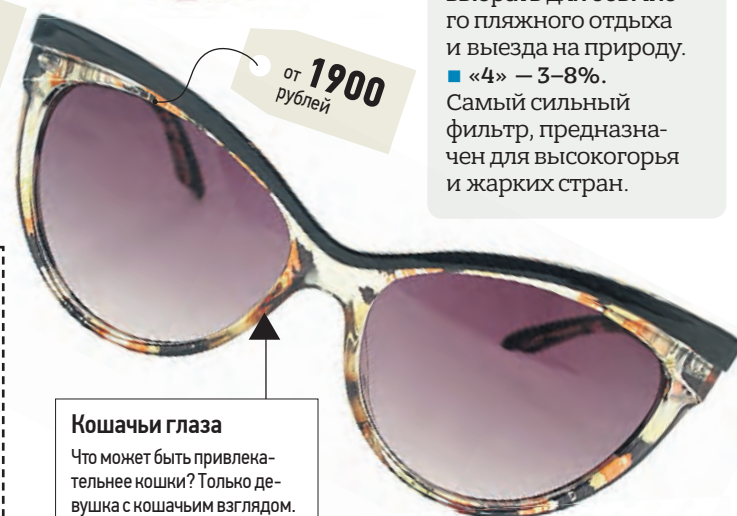 го пляжного отдыха
и выезда на природу.
■ «4» — 3–8%.
Самый сильный
фильтр, предназна-
чен для высокогорья
и жарких стран.
от 1900
рублей
Кошачьи глаза
Что может быть привлека-
тельнее кошки? Только де-
вушка с кошачьим взглядом.